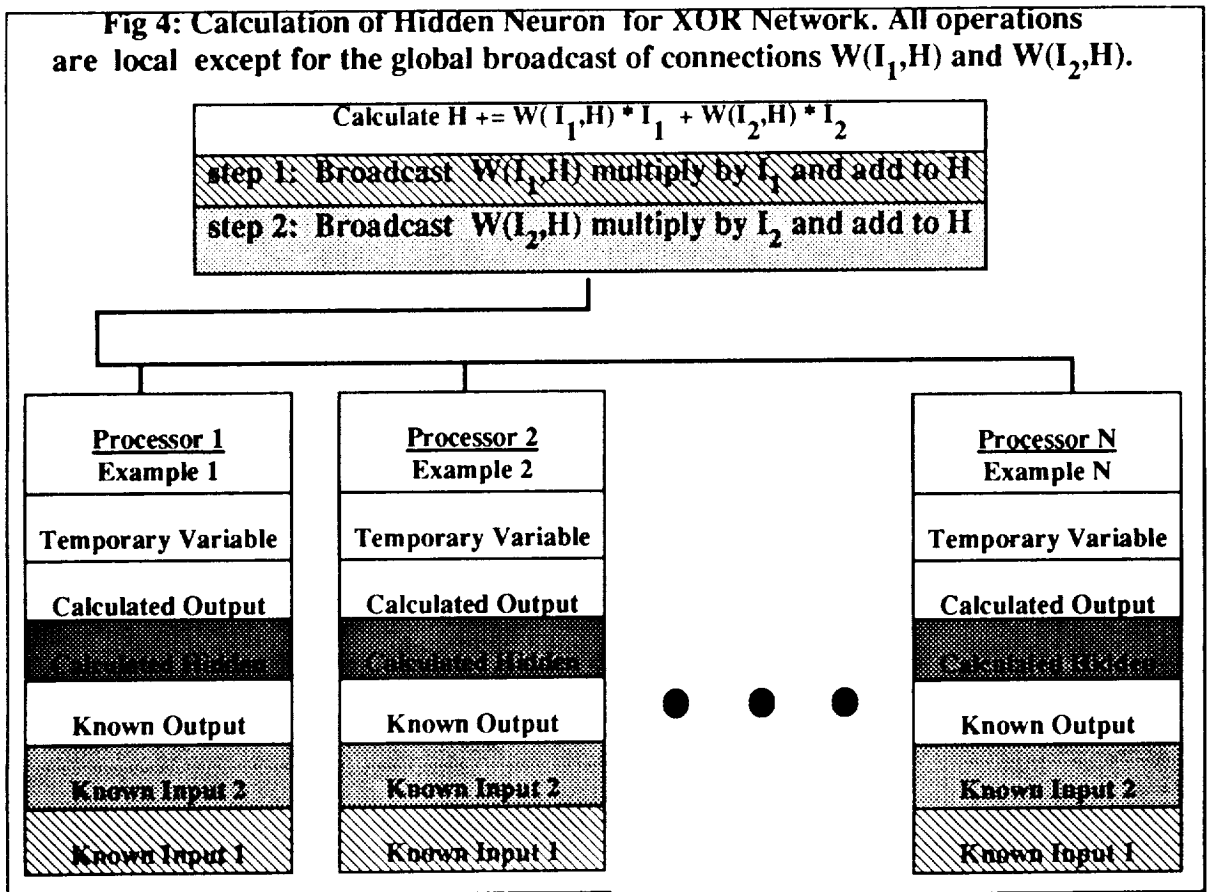 Fig 4: Calculation of Hidden Neuron for XOR Network. All operations
are local except for the global broadcast of connections W(I₁,H) and W(I₂,H).
Calculate H += W( I₁,H) * I₁ + W(I₂,H) * I₂
step 1: Broadcast W(I₁,H) multiply by I₁ and add to H
step 2: Broadcast W(I₂,H) multiply by I₂ and add to H
Processor 1
Example 1
Temporary Variable
Calculated Output
Calculated Hidden
Known Output
Known Input 2
Known Input 1
Processor 2
Example 2
Temporary Variable
Calculated Output
Calculated Hidden
Known Output
Known Input 2
Known Input 1
Processor N
Example N
Temporary Variable
Calculated Output
Calculated Hidden
Known Output
Known Input 2
Known Input 1